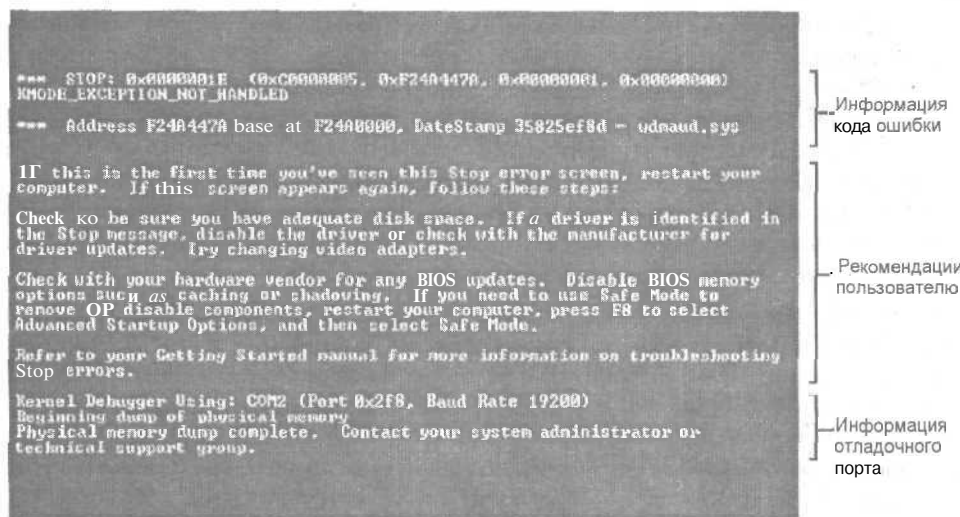 *** STOP: 0x0000001E (0xC0000005, 0xF24A447A, 0x00000001, 0x00000000)
KMODE_EXCEPTION_NOT_HANDLED
*** Address F24A447A base at F24A0000, DateStamp 35825ef8d - wdmaud.sys
1Г this is the first time you've seen this Stop error screen, restart your
computer. If this screen appears again, follow these steps:
Check ко be sure you have adequate disk space. If a driver is identified in
the Stop message, disable the driver or check with the manufacturer for
driver updates. Try changing video adapters.
Check with your hardware vendor for any BIOS updates. Disable BIOS memory
options sucи as caching or shadowing. If you need to use Safe Mode to
remove OP disable components, restart your computer, press F8 to select
Advanced Startup Options, and then select Safe Mode.
Refer to your Getting Started manual for more information on troubleshooting
Stop errors.
Kernel Debugger Using: COM2 (Port 0x2f8, Baud Rate 19200)
Beginning dump of physical memory
Physical memory dump complete. Contact your system administrator or
technical support group.
Информация
кода ошибки
Рекомендации
пользователю
Информация
отладочного
порта